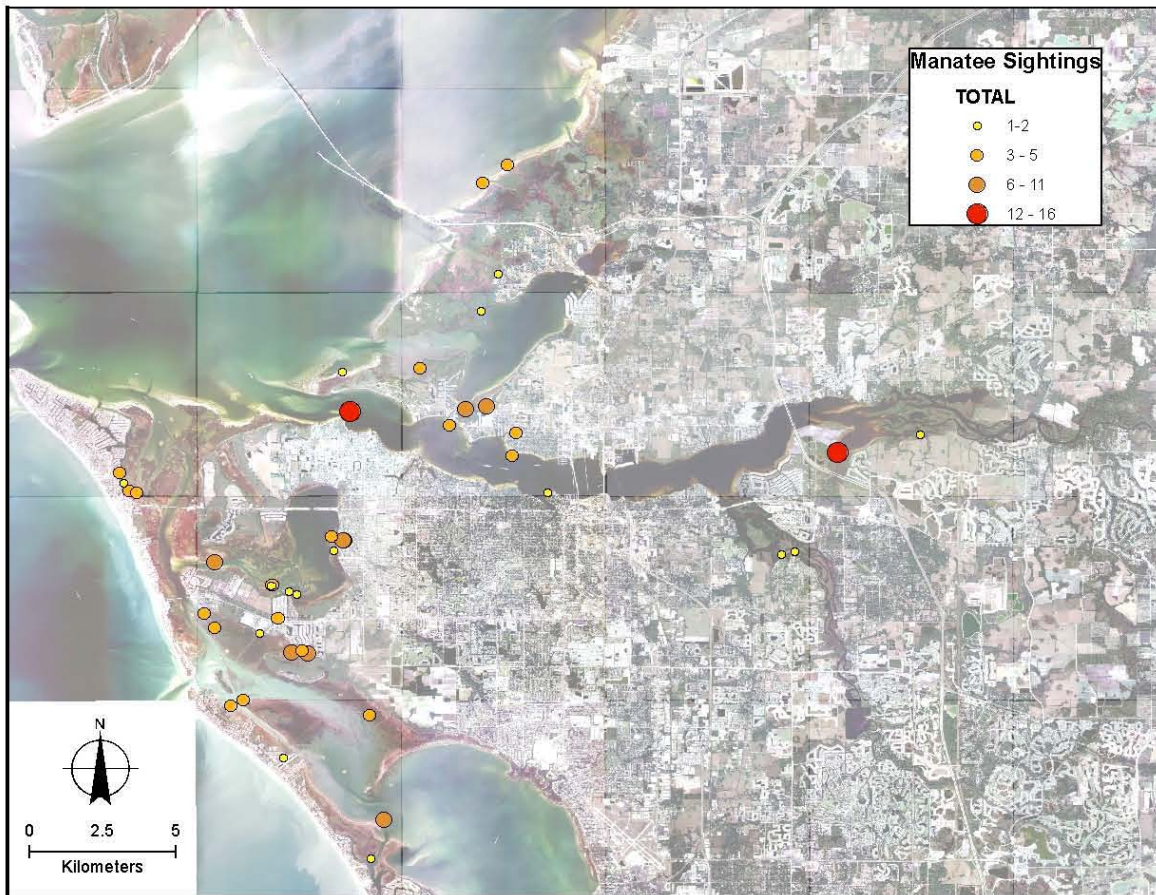 Manatee Sightings
TOTAL
1-2
3 - 5
6 - 11
12 - 16
N
0 2.5 5
Kilometers